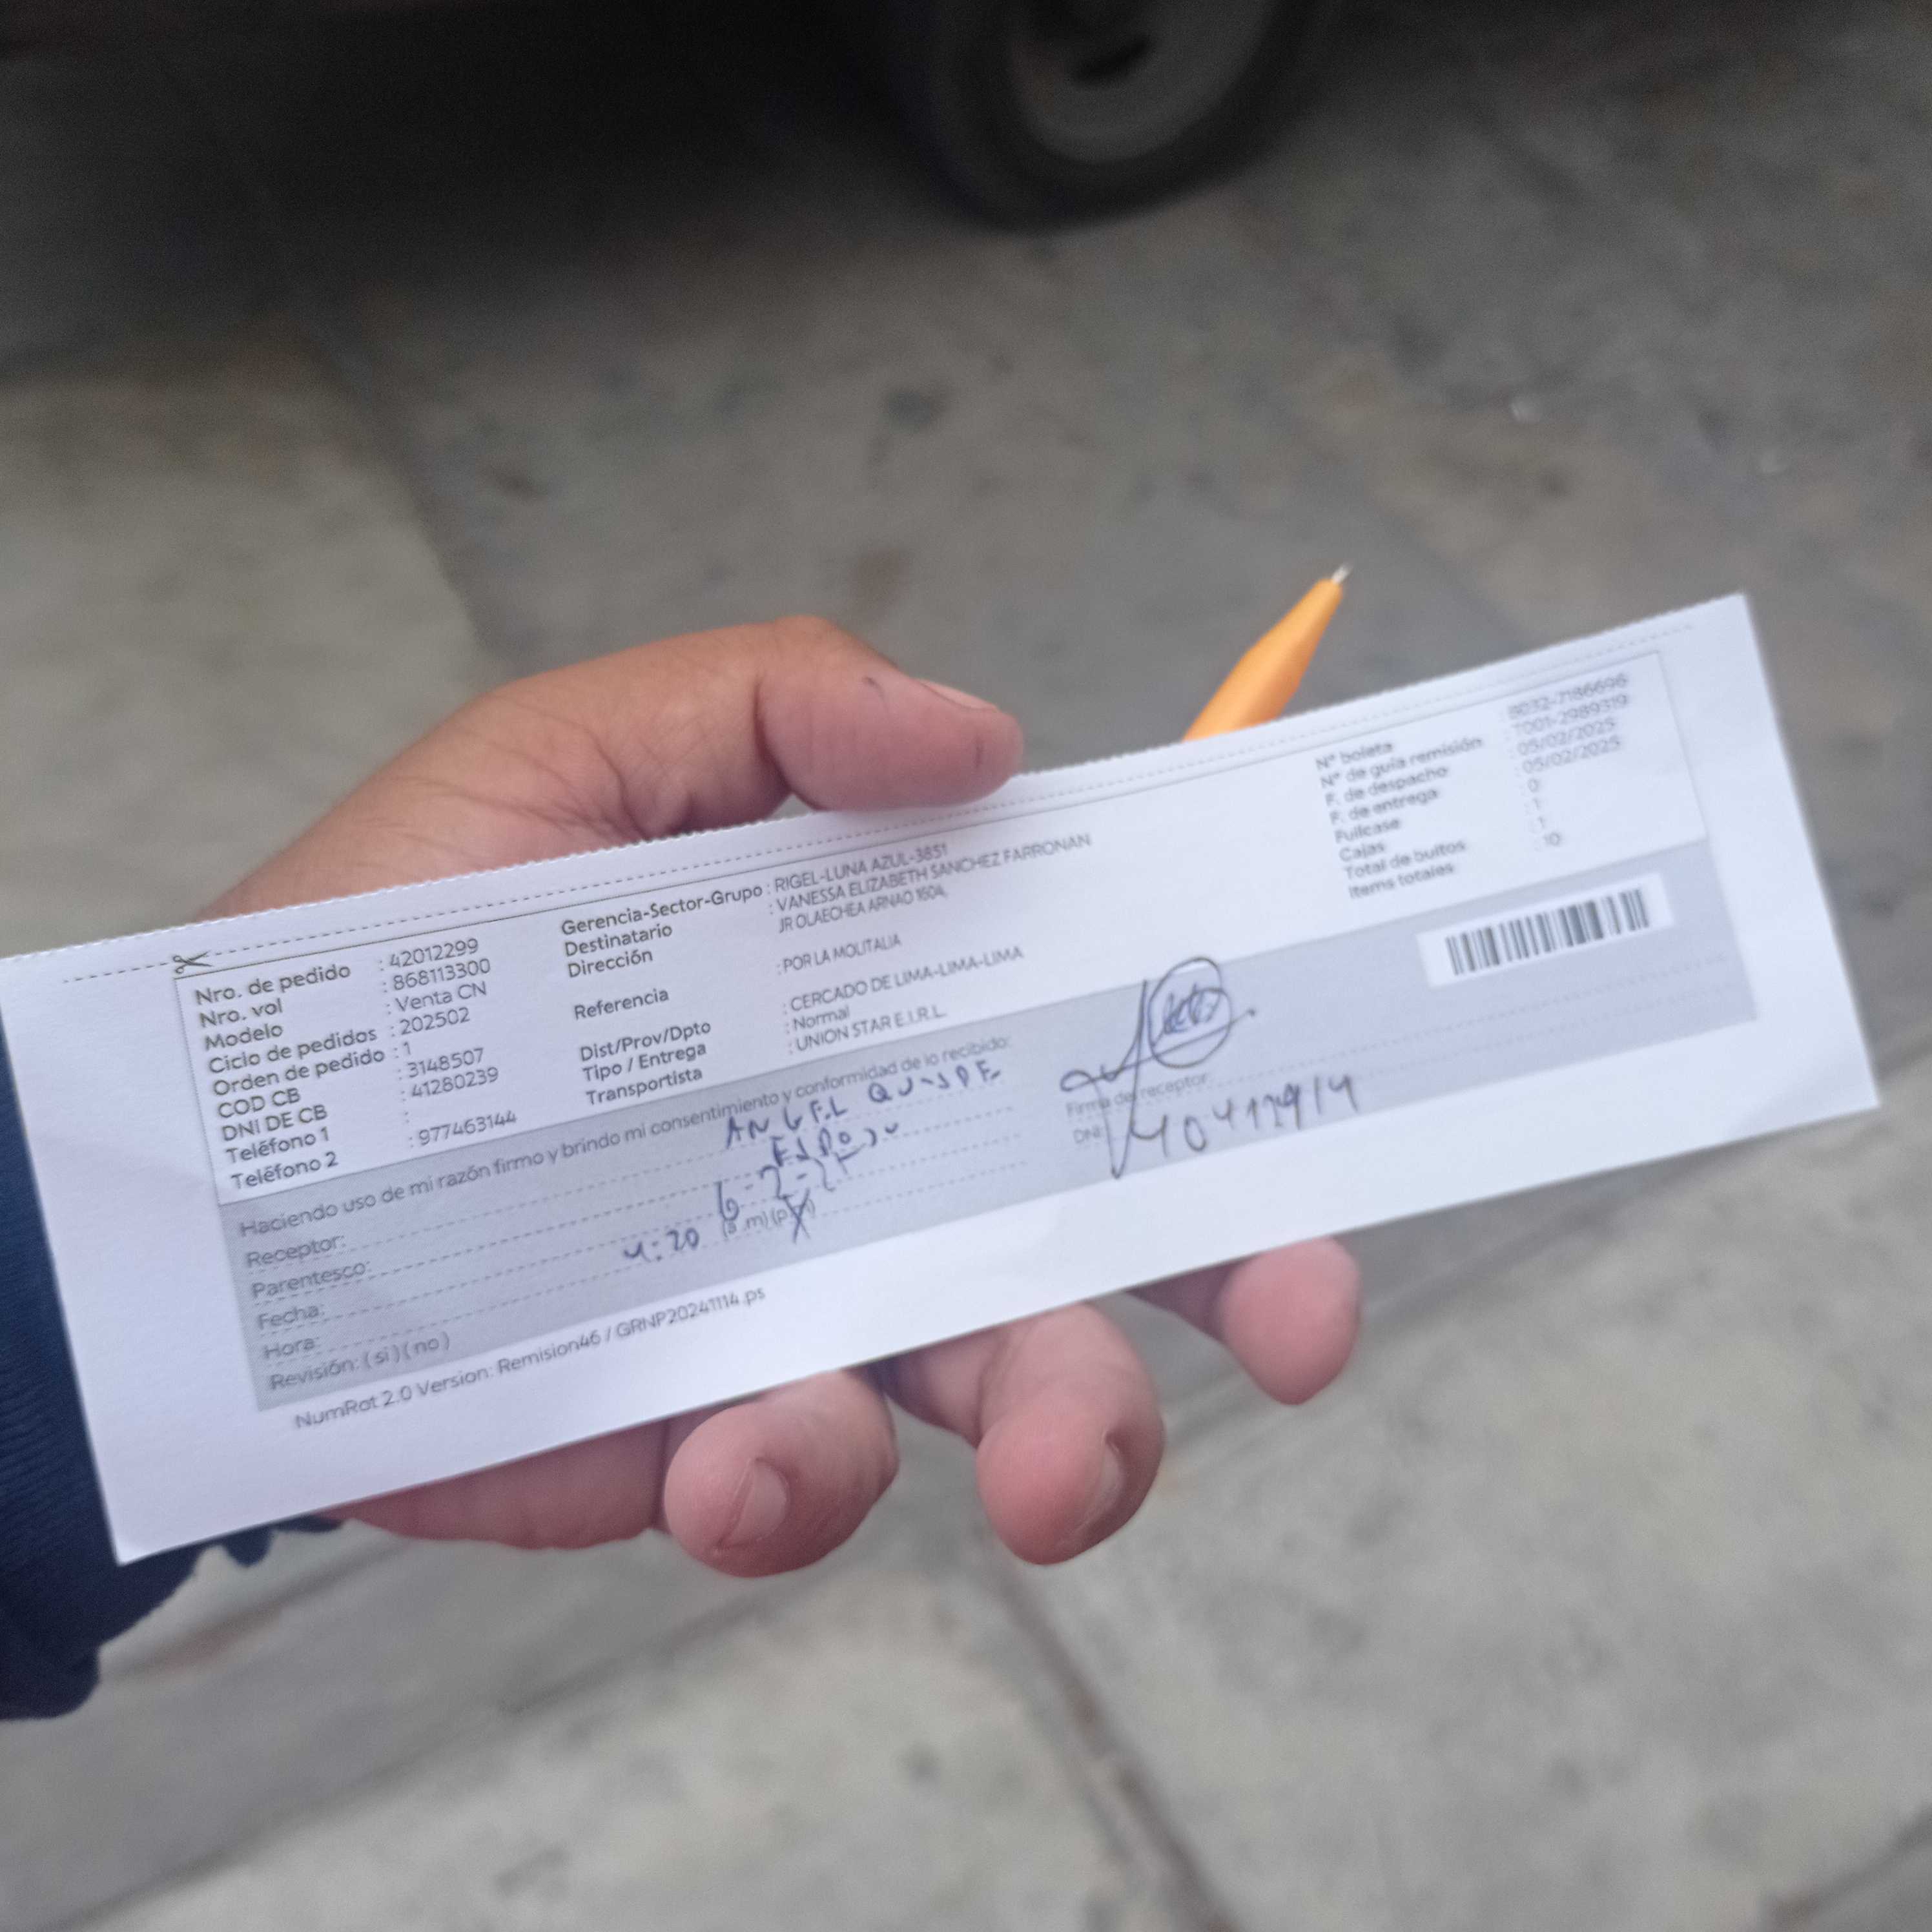 Nro. de pedido : 42012299
Nro. vol : 868113300
Modelo : Venta CN
Ciclo de pedidos : 202502
Orden de pedido : 1
COD CB : 3148507
DNI DE CB : 41280239
Teléfono 1 :
Teléfono 2 : 977463144
Gerencia-Sector-Grupo : RIGEL-LUNA AZUL-3851
Destinatario : VANESSA ELIZABETH SANCHEZ FARRONAN
Dirección JR OLAECHEA ARNAO 1604,
Referencia : POR LA MOLITALIA
Dist/Prov/Dpto : CERCADO DE LIMA-LIMA-LIMA
Tipo / Entrega : Normal
Transportista : UNION STAR E.I.R.L.
N° boleta : B032-7186696
N° de guía remisión : T001-2989319
F. de despacho : 05/02/2025
F. de entrega : 05/02/2025
Fullcase : 0
Cajas : 1
Total de bultos : 1
Items totales : 10
Haciendo uso de mi razón firmo y brindo mi consentimiento y conformidad de lo recibido:
Receptor: ANGEL QUISPE
Parentesco: ESPOSO
Fecha: 6-2-25
Hora: 4:20 (a.m)(p.m)
Revisión: (si)(no)
Firma de receptor:
DNI:
NumRot 2.0 Version: Remision46 / GRNP20241114.ps